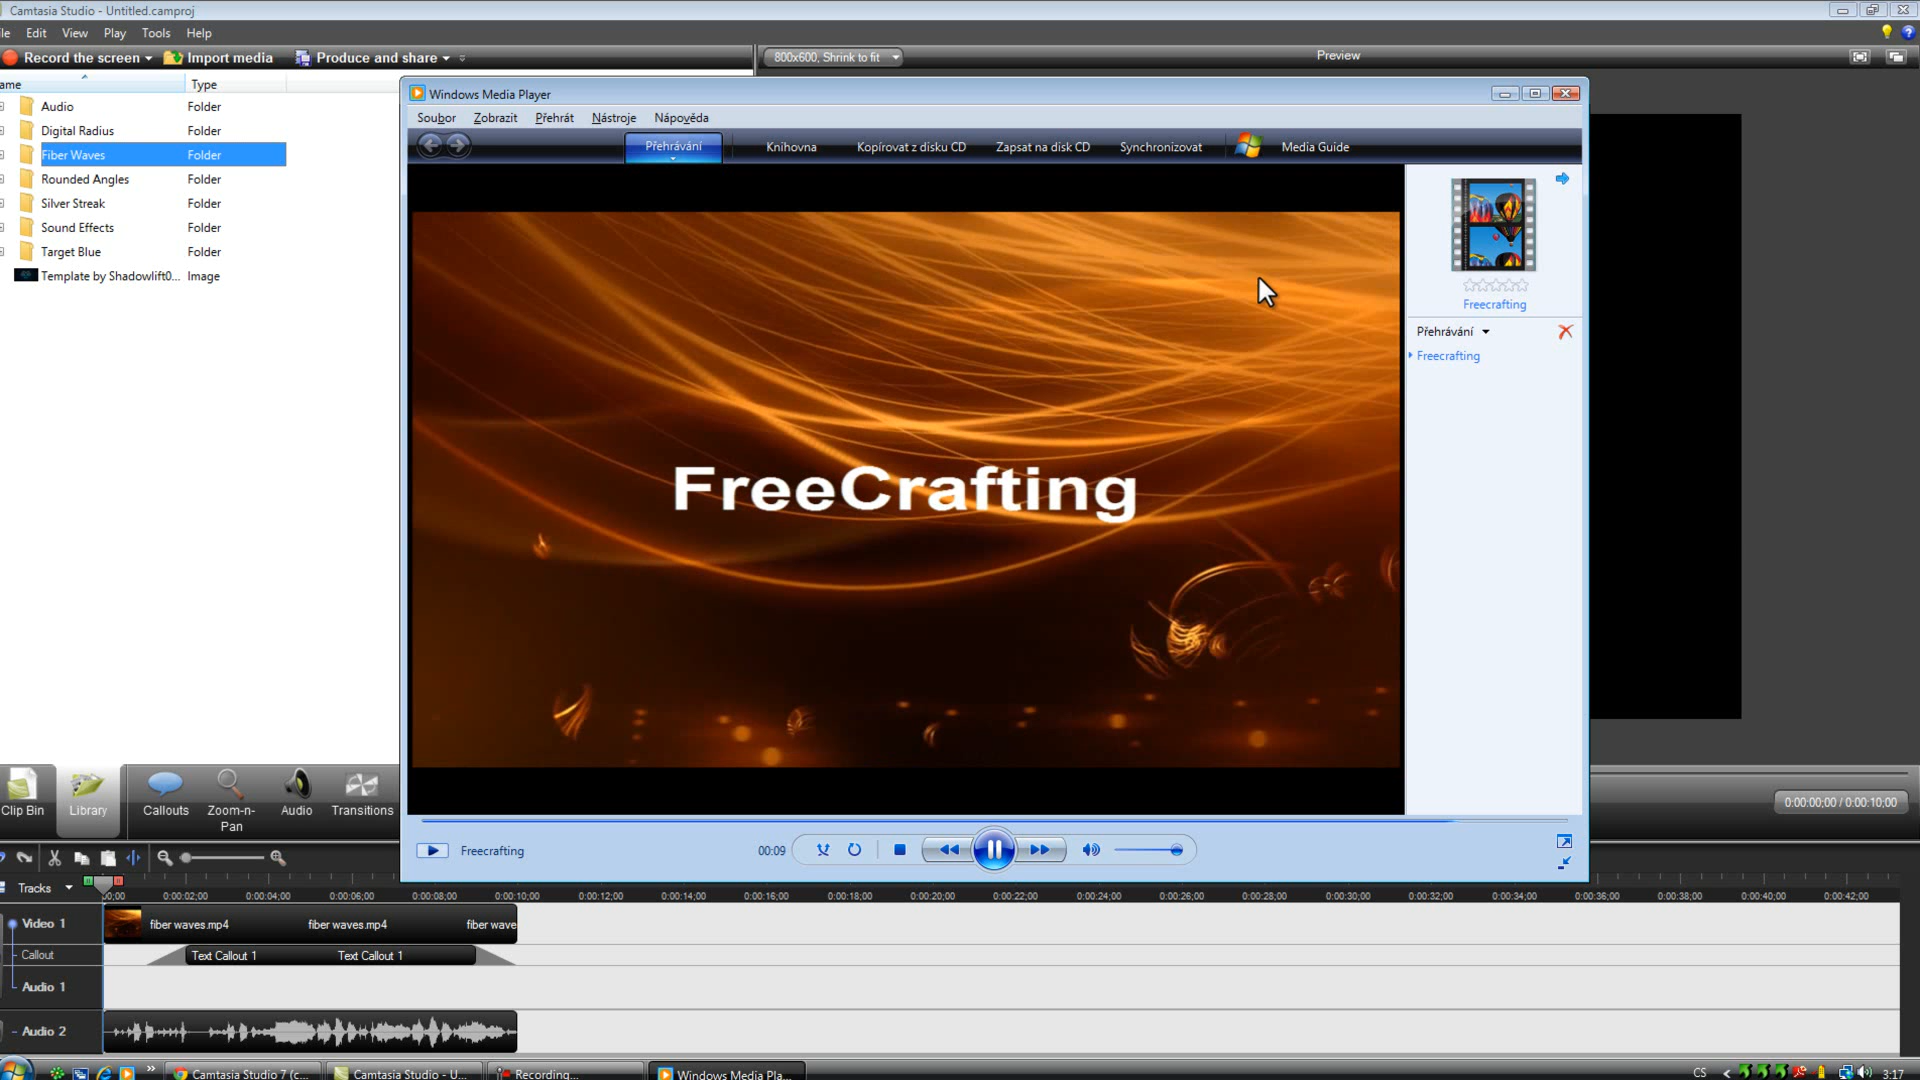 Camtasia Studio - Untitled.camproj
Edit View Play Tools Help
Record the screen Import media Produce and share
800x600, Shrink to fit
Preview
Type
Audio Folder
Digital Radius Folder
Fiber Waves Folder
Rounded Angles Folder
Silver Streak Folder
Sound Effects Folder
Target Blue Folder
Template by Shadowlift0... Image
Windows Media Player
Soubor Zobrazit Přehrát Nástroje Nápověda
Přehrávání Knihovna Kopírovat z disku CD Zapsat na disk CD Synchronizovat Media Guide
FreeCrafting
Freecrafting
Přehrávání
Freecrafting
Freecrafting 00:09
Clip Bin Library Callouts Zoom-n-Pan Audio Transitions
0:00:00;00 / 0:00:10;00
Tracks
0:00:02;00 0:00:04;00 0:00:06;00 0:00:08;00 0:00:10;00 0:00:12;00 0:00:14;00 0:00:16;00 0:00:18;00 0:00:20;00 0:00:22;00 0:00:24;00 0:00:26;00 0:00:28;00 0:00:30;00 0:00:32;00 0:00:34;00 0:00:36;00 0:00:38;00 0:00:40;00 0:00:42;00
Video 1 fiber waves.mp4 fiber waves.mp4 fiber wave
Callout Text Callout 1 Text Callout 1
Audio 1
Audio 2
Camtasia Studio 7 (c... Camtasia Studio - U... Recording... Windows Media Pla... CS 3:17